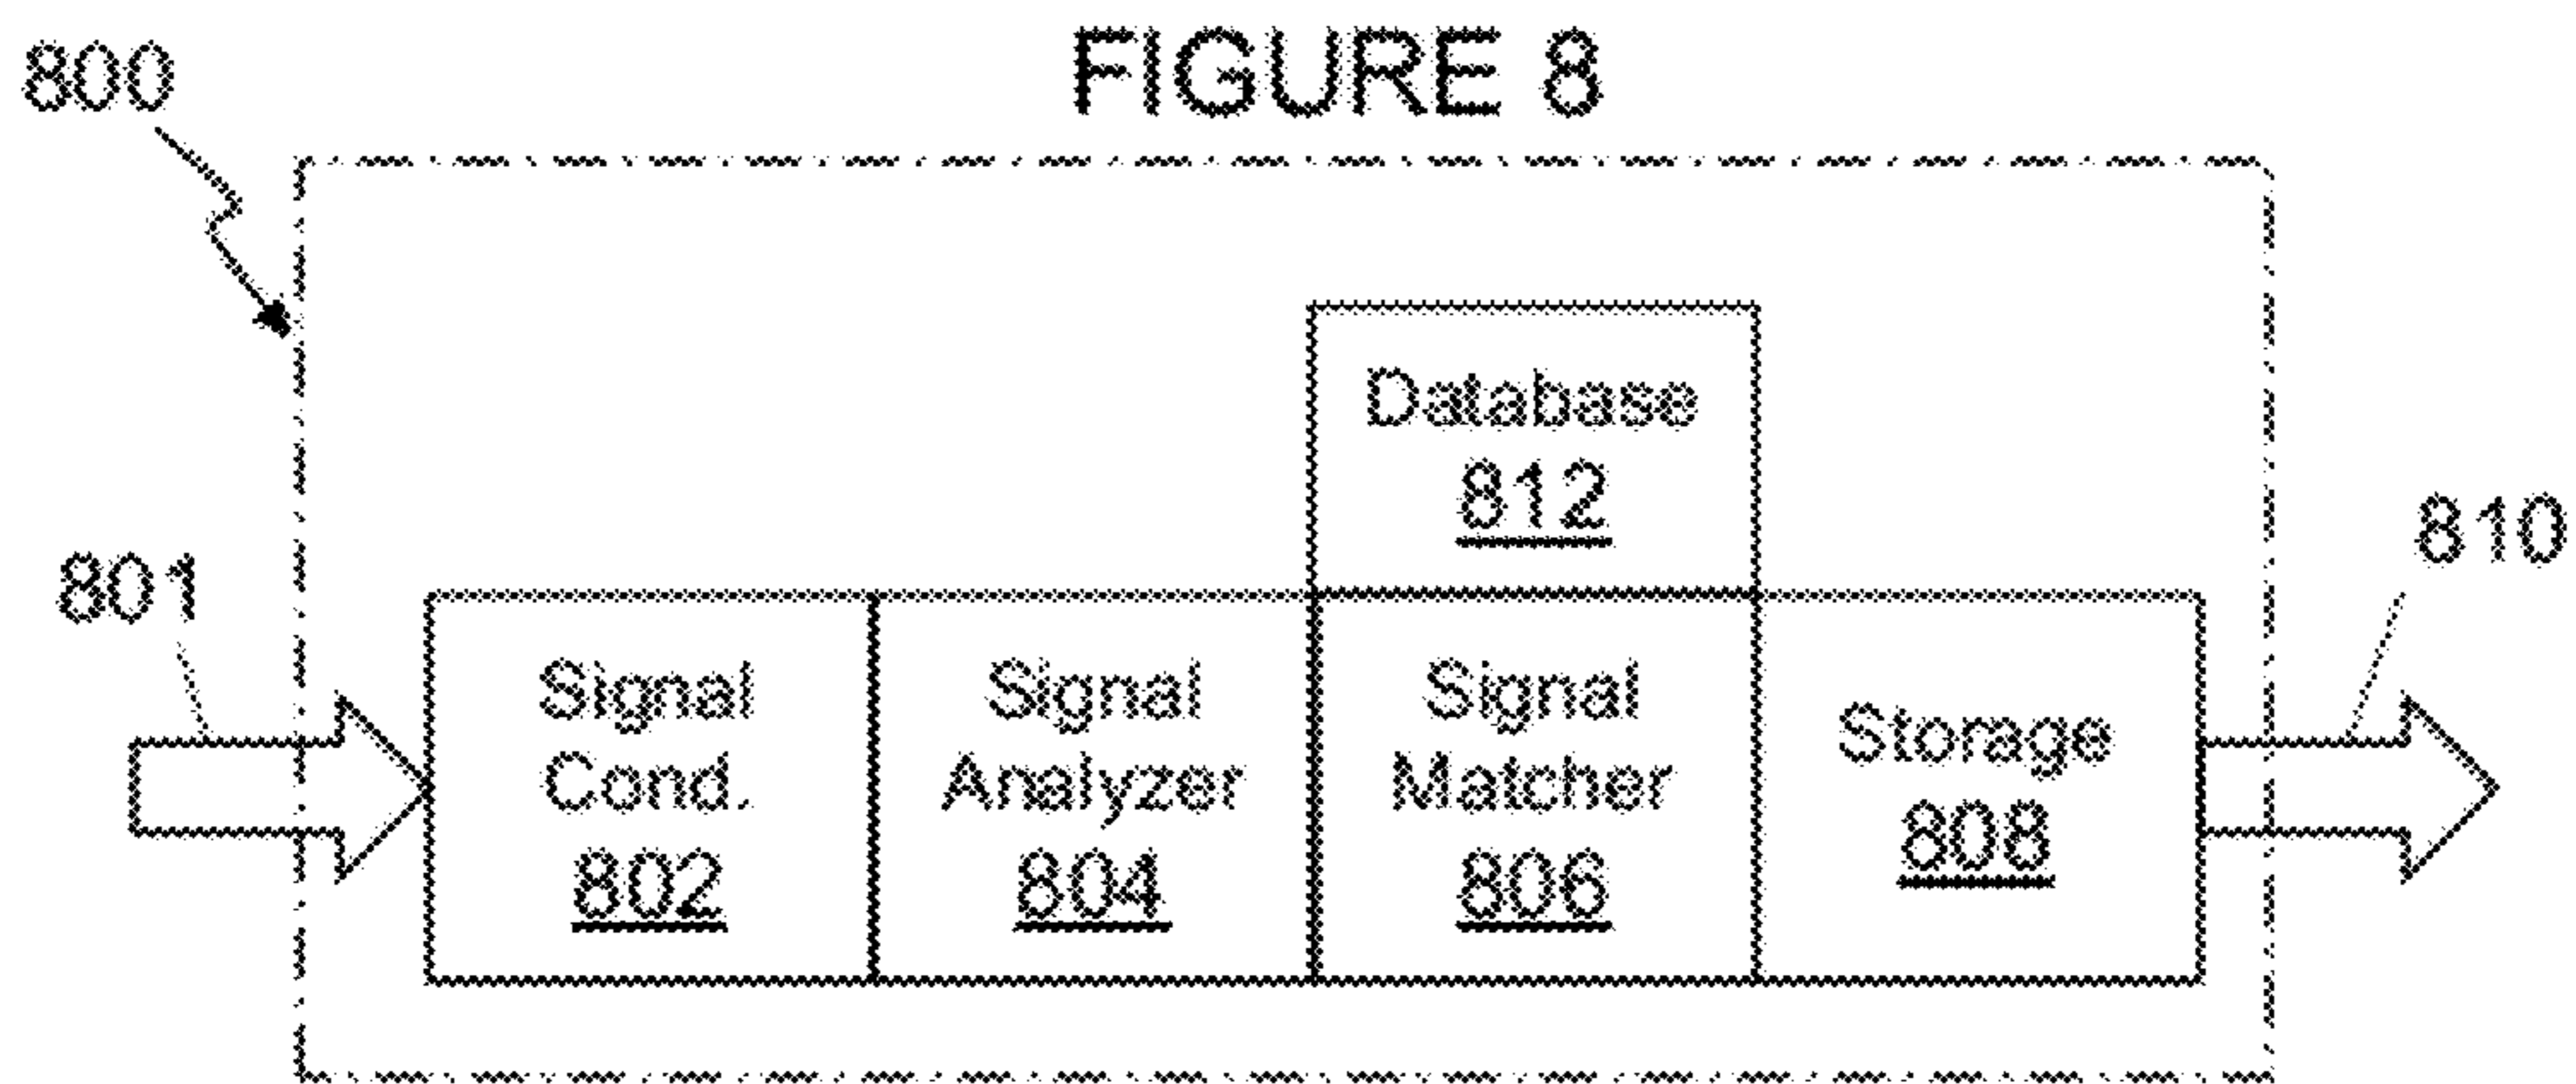 FIGURE 8
800
Database
812
810
801
Signal
Cond.
802
Signal
Analyzer
804
Signal
Matcher
806
Storage
808